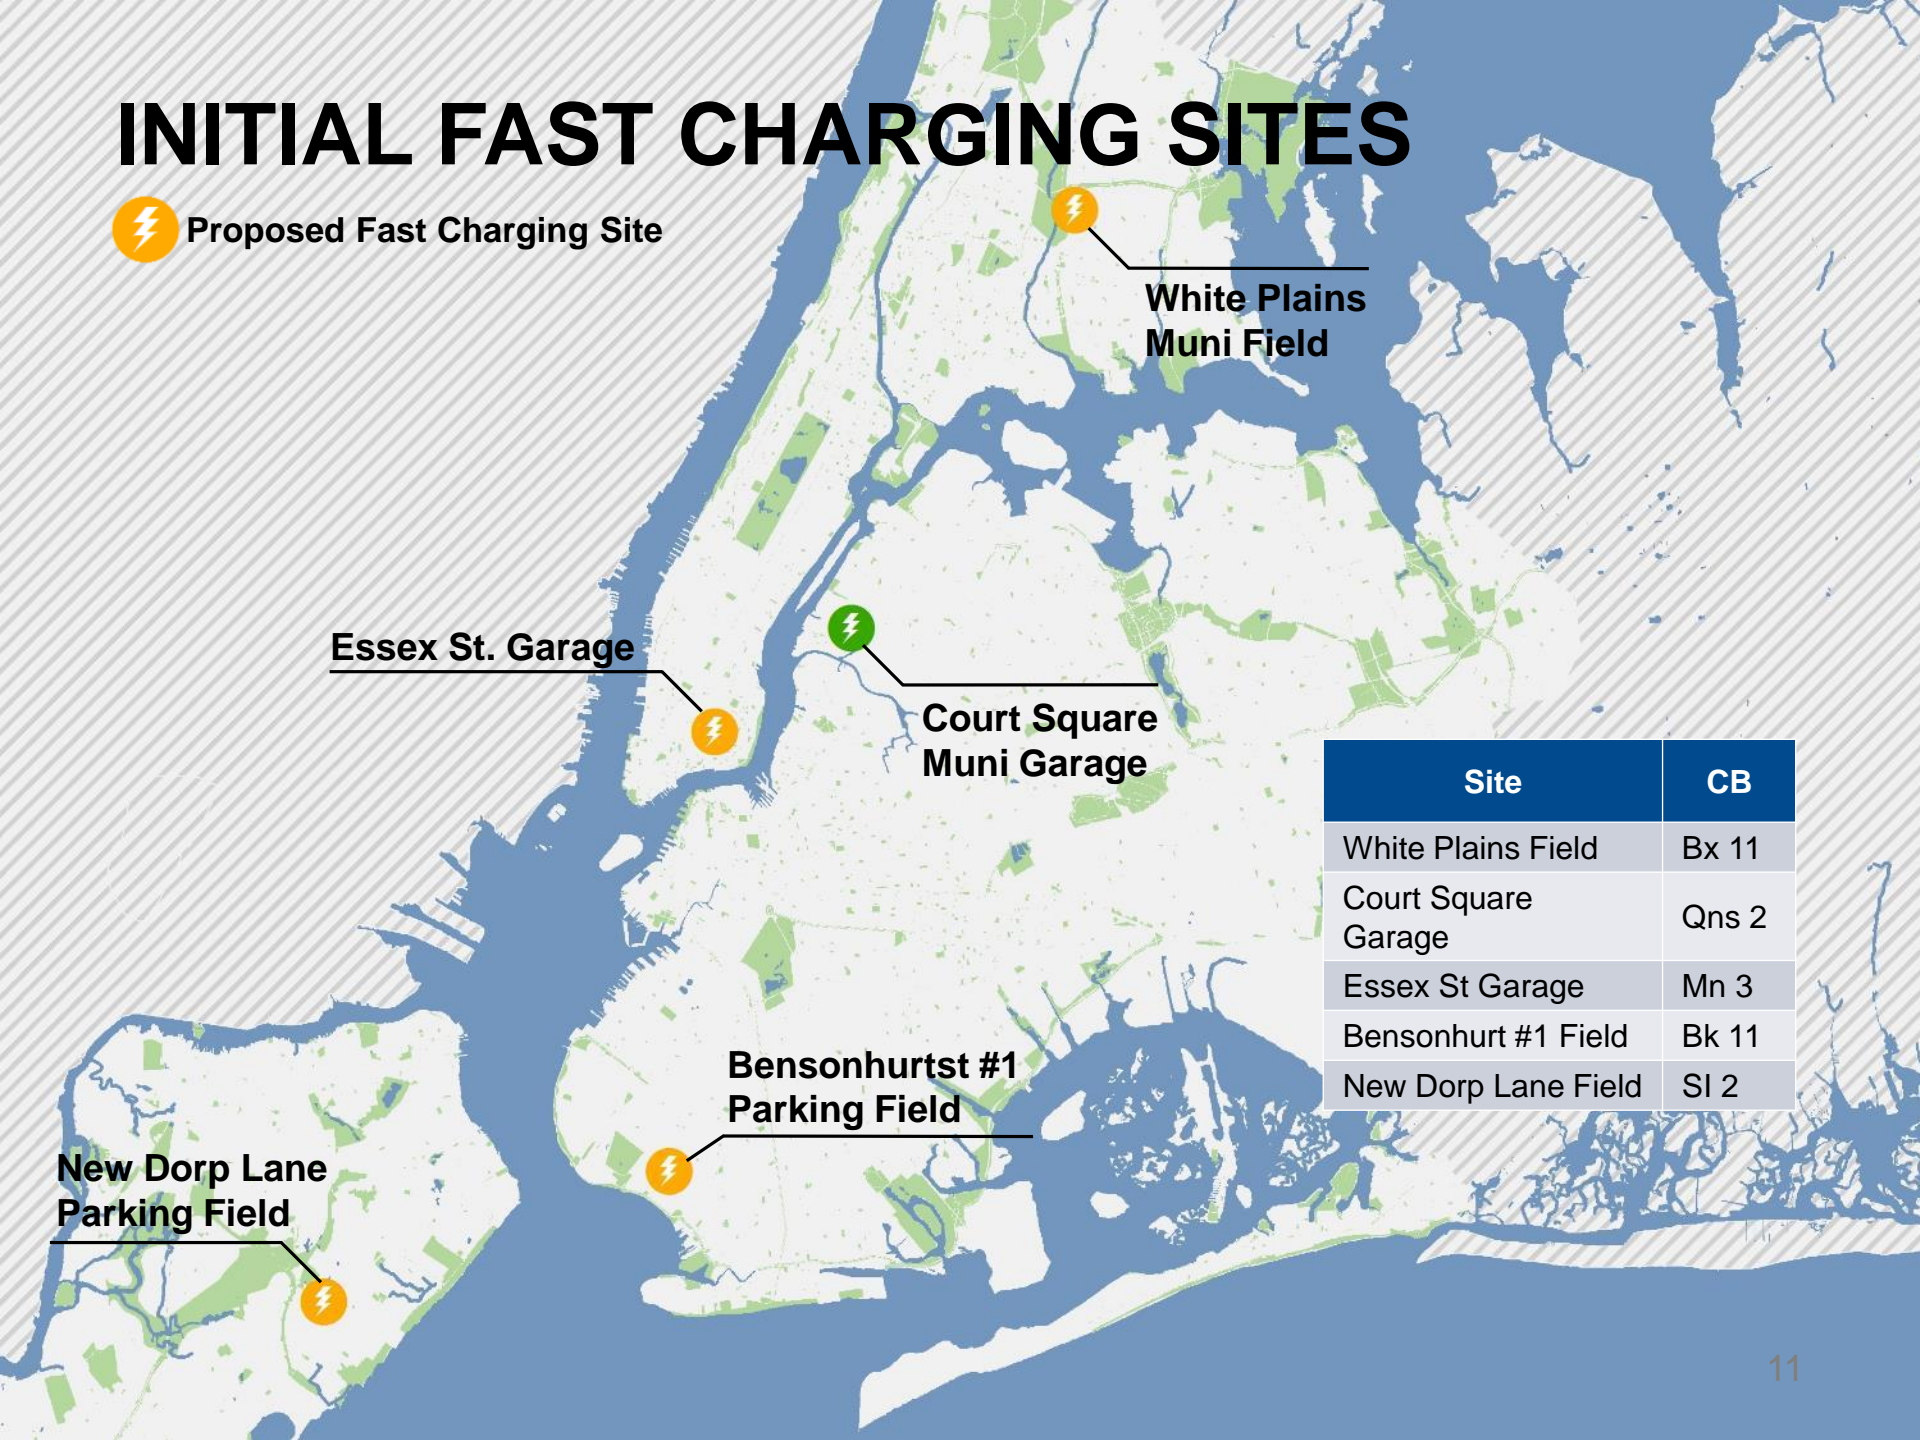 INITIAL FAST CHARGING SITES
Proposed Fast Charging Site
White Plains
Muni Field
Essex St. Garage
Court Square
Muni Garage
Site CB
White Plains Field Bx 11
Court Square
Garage
Qns 2
Essex St Garage Mn 3
Bensonhurt #1 Field Bk 11
New Dorp Lane Field SI 2
Bensonhurtst #1
Parking Field
New Dorp Lane
Parking Field
11